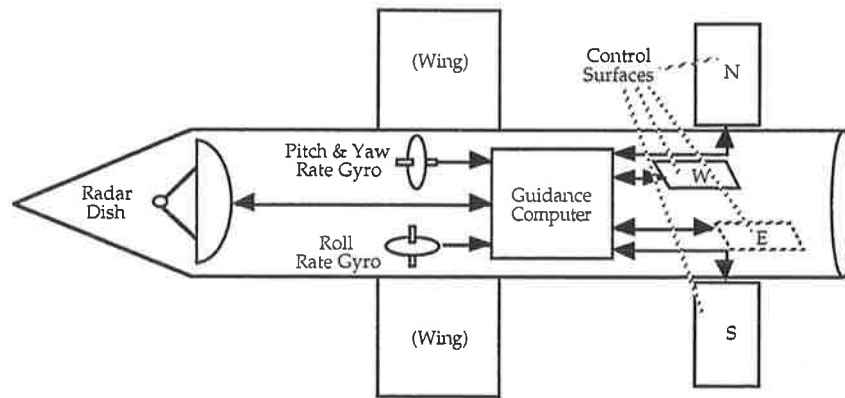 (Wing)
Control
Surfaces
N
Pitch & Yaw
Rate Gyro
Radar
Dish
Guidance
Computer
W
Roll
Rate Gyro
E
(Wing)
S